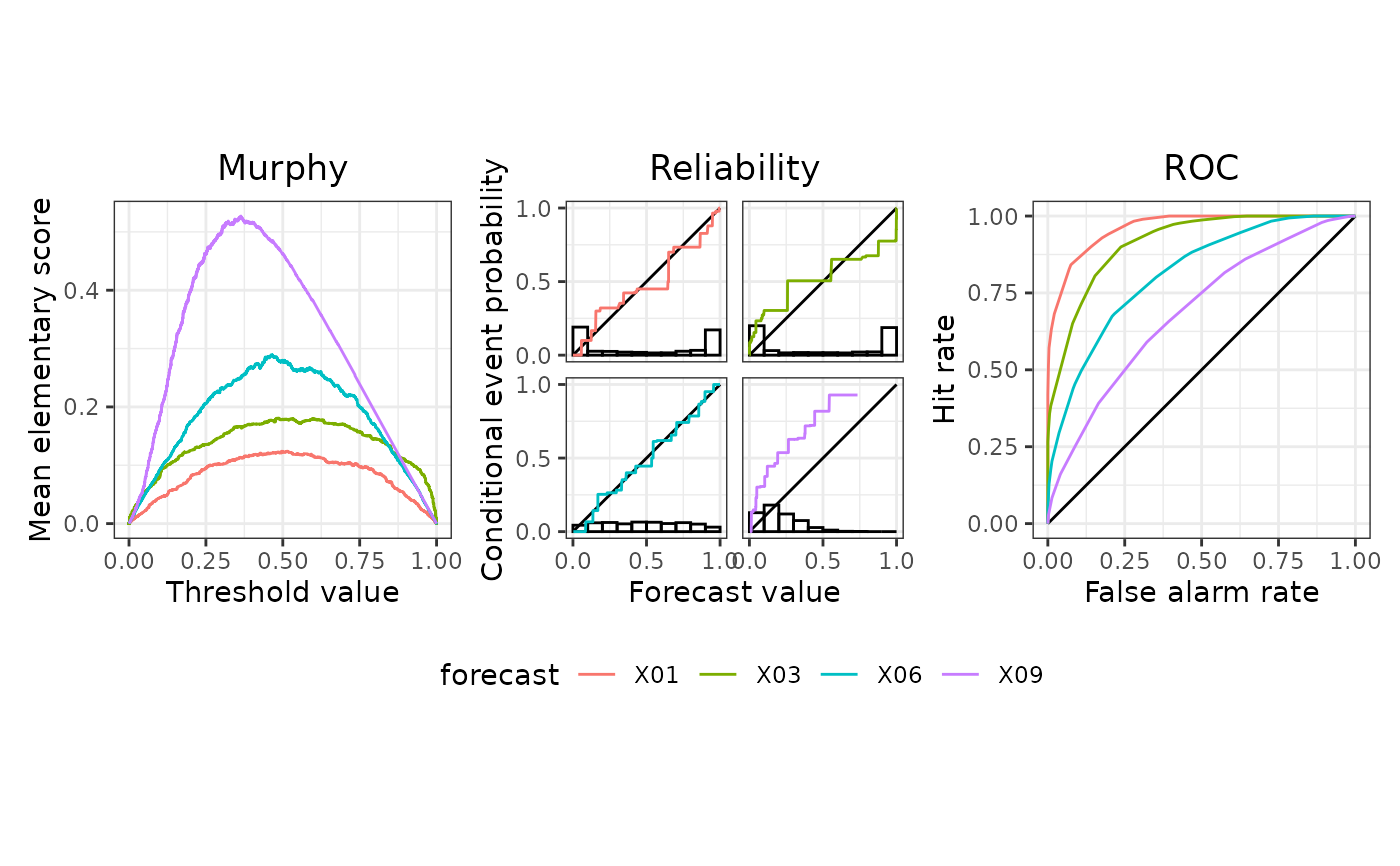 Murphy
Reliability
ROC
Mean elementary score
0.4
0.2
0.0
0.00 0.25 0.50 0.75 1.00
Threshold value
Conditional event probability
1.0
0.5
0.0
1.0
0.5
0.0
0.0 0.5 1.0
0.0 0.5 1.0
Forecast value
Hit rate
1.00
0.75
0.50
0.25
0.00
0.00 0.25 0.50 0.75 1.00
False alarm rate
forecast X01 X03 X06 X09